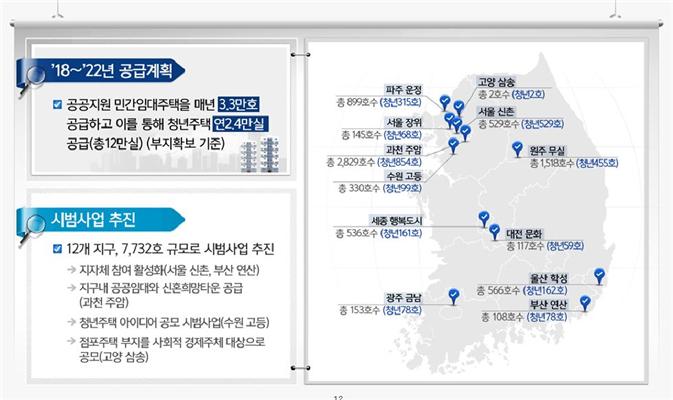 '18~'22년 공급계획
공공지원 민간임대주택을 매년 3.3만호
공급하고 이를 통해 청년주택 연2.4만실
공급(총12만실) (부지확보 기준)
시범사업 추진
12개 지구, 7,732호 규모로 시범사업 추진
→ 지자체 참여 활성화(서울 신촌, 부산 연산)
→ 지구내 공공임대와 신혼희망타운 공급
(과천 주암)
→ 청년주택 아이디어 공모 시범사업(수원 고등)
→ 점포주택 부지를 사회적 경제주체 대상으로
공모(고양 삼송)
파주 운정
총 899호수 (청년315호)
고양 삼송
총 2호수 (청년2호)
서울 장위
총 145호수 (청년68호)
서울 신촌
총 529호수 (청년529호)
과천 주암
총 2,829호수 (청년854호)
원주 무실
총 1,518호수 (청년455호)
수원 고등
총 330호수 (청년99호)
세종 행복도시
총 536호수 (청년161호)
대전 문화
총 117호수 (청년59호)
울산 학성
총 566호수 (청년162호)
광주 금남
총 153호수 (청년78호)
부산 연산
총 108호수 (청년78호)
12